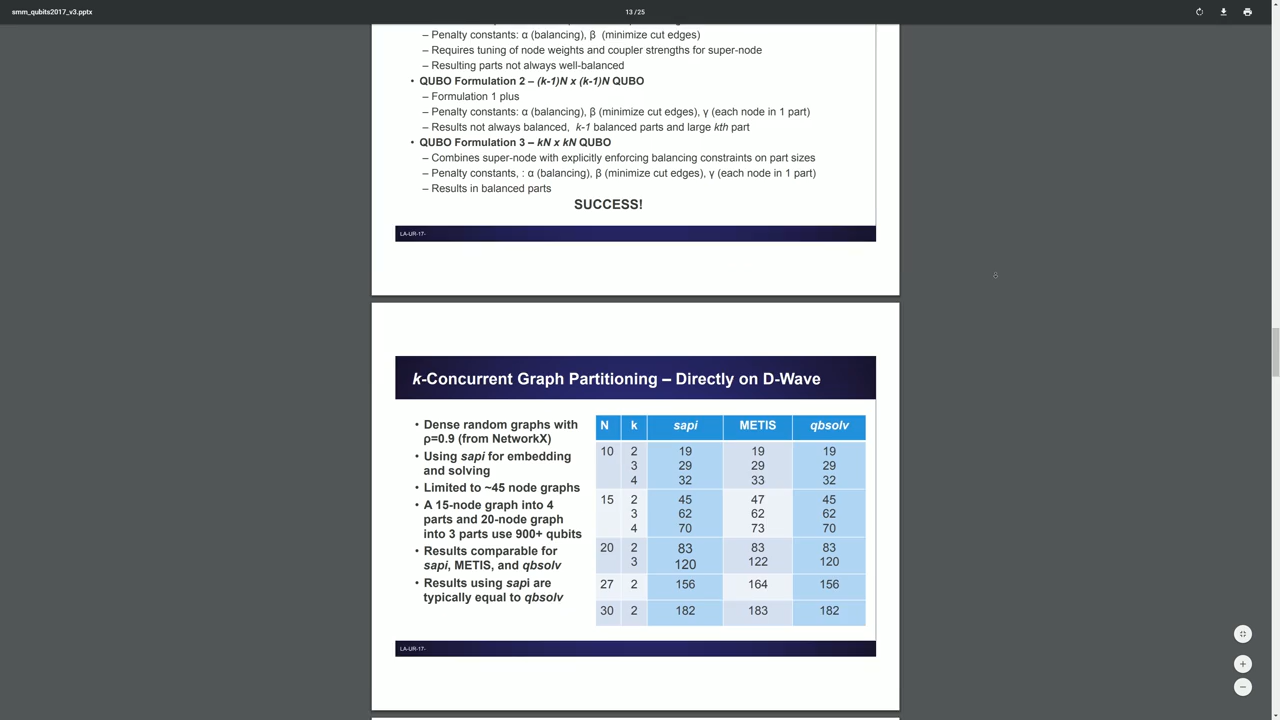 smm_qubits2017_v3.pptx
13 / 25
– Penalty constants: α (balancing), β (minimize cut edges)
– Requires tuning of node weights and coupler strengths for super-node
– Resulting parts not always well-balanced
• QUBO Formulation 2 – (k-1)N x (k-1)N QUBO
– Formulation 1 plus
– Penalty constants: α (balancing), β (minimize cut edges), γ (each node in 1 part)
– Results not always balanced, k-1 balanced parts and large kth part
• QUBO Formulation 3 – kN x kN QUBO
– Combines super-node with explicitly enforcing balancing constraints on part sizes
– Penalty constants, : α (balancing), β (minimize cut edges), γ (each node in 1 part)
– Results in balanced parts
SUCCESS!
LA-UR-17-
k-Concurrent Graph Partitioning – Directly on D-Wave
• Dense random graphs with
ρ=0.9 (from NetworkX)
• Using sapi for embedding
and solving
• Limited to ~45 node graphs
• A 15-node graph into 4
parts and 20-node graph
into 3 parts use 900+ qubits
• Results comparable for
sapi, METIS, and qbsolv
• Results using sapi are
typically equal to qbsolv
N k sapi METIS qbsolv
10 2 19 19 19
3 29 29 29
4 32 33 32
15 2 45 47 45
3 62 62 62
4 70 73 70
20 2 83 83 83
3 120 122 120
27 2 156 164 156
30 2 182 183 182
LA-UR-17-